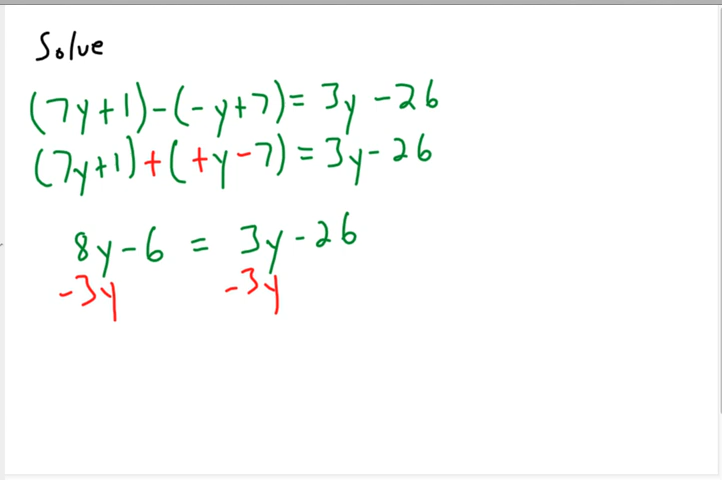 Solve
(7y+1)-(-y+7)= 3y -26
(7y+1)+(+y-7)=3y-26
8y-6 = 3y-26
-3y -3y